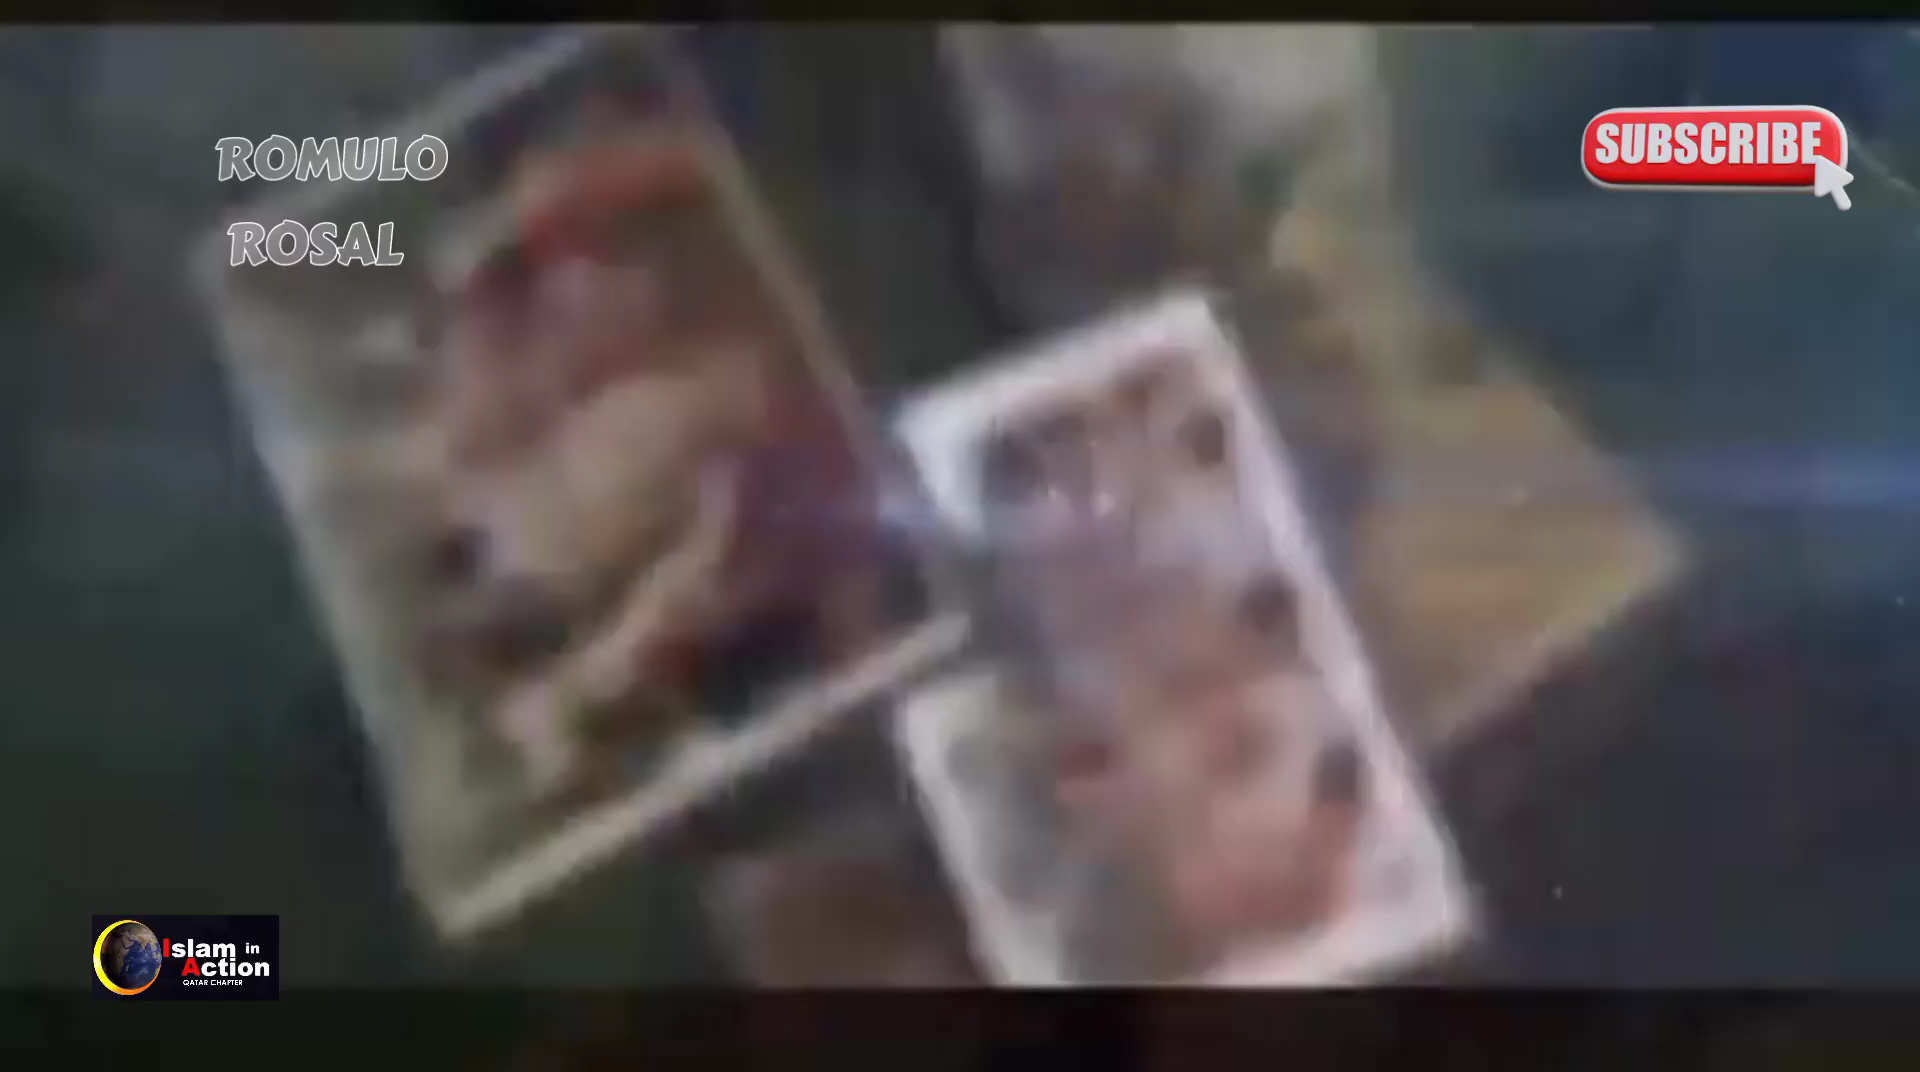 ROMULO
ROSAL
SUBSCRIBE
Islam in
Action
QATAR CHAPTER